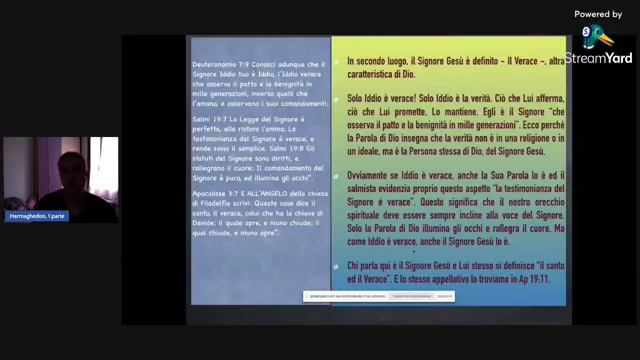 Powered by
StreamYard
Deuteronomio 7:9 Conosci adunque che il
Signore Iddio tuo è Iddio, l'Iddio verace
che osserva il patto e la benignità in
mille generazioni, inverso quelli che
l'amano, e osservano i suoi comandamenti;
Salmi 19:7 La Legge del Signore è
perfetta, ella ristora l'anima; La
testimonianza del Signore è verace, e
rende savio il semplice. Salmi 19:8 Gli
statuti del Signore sono diritti, e
rallegrano il cuore; Il comandamento del
Signore è puro, ed illumina gli occhi".
Apocalisse 3:7 E ALL'ANGELO della chiesa
di Filadelfia scrivi: Queste cose dice il
santo, il verace, colui che ha la chiave di
Davide; il quale apre, e niuno chiude; il
qual chiude, e niuno apre".
In secondo luogo, il Signore Gesù è definito - Il Verace -, altra
caratteristica di Dio.
Solo Iddio è verace! Solo Iddio è la verità. Ciò che Lui afferma,
ciò che Lui promette, Lo mantiene. Egli è il Signore "che
osserva il patto e la benignità in mille generazioni". Ecco perché
la Parola di Dio insegna che la verità non è in una religione o in
un ideale, ma è la Persona stessa di Dio, del Signore Gesù.
Ovviamente se Iddio è verace, anche la Sua Parola lo è ed il
salmista evidenzia proprio questo aspetto "la testimonianza del
Signore é verace". Questo significa che il nostro orecchio
spirituale deve essere sempre incline alla voce del Signore.
Solo la Parola di Dio illumina gli occhi e rallegra il cuore. Ma
come Iddio è verace, anche il Signore Gesù lo è.
Chi parla qui è il Signore Gesù e Lui stesso si definisce "il santo
ed il Verace". E lo stesso appellativo lo troviamo in Ap 19:11.
Harmaghedon, 1 parte